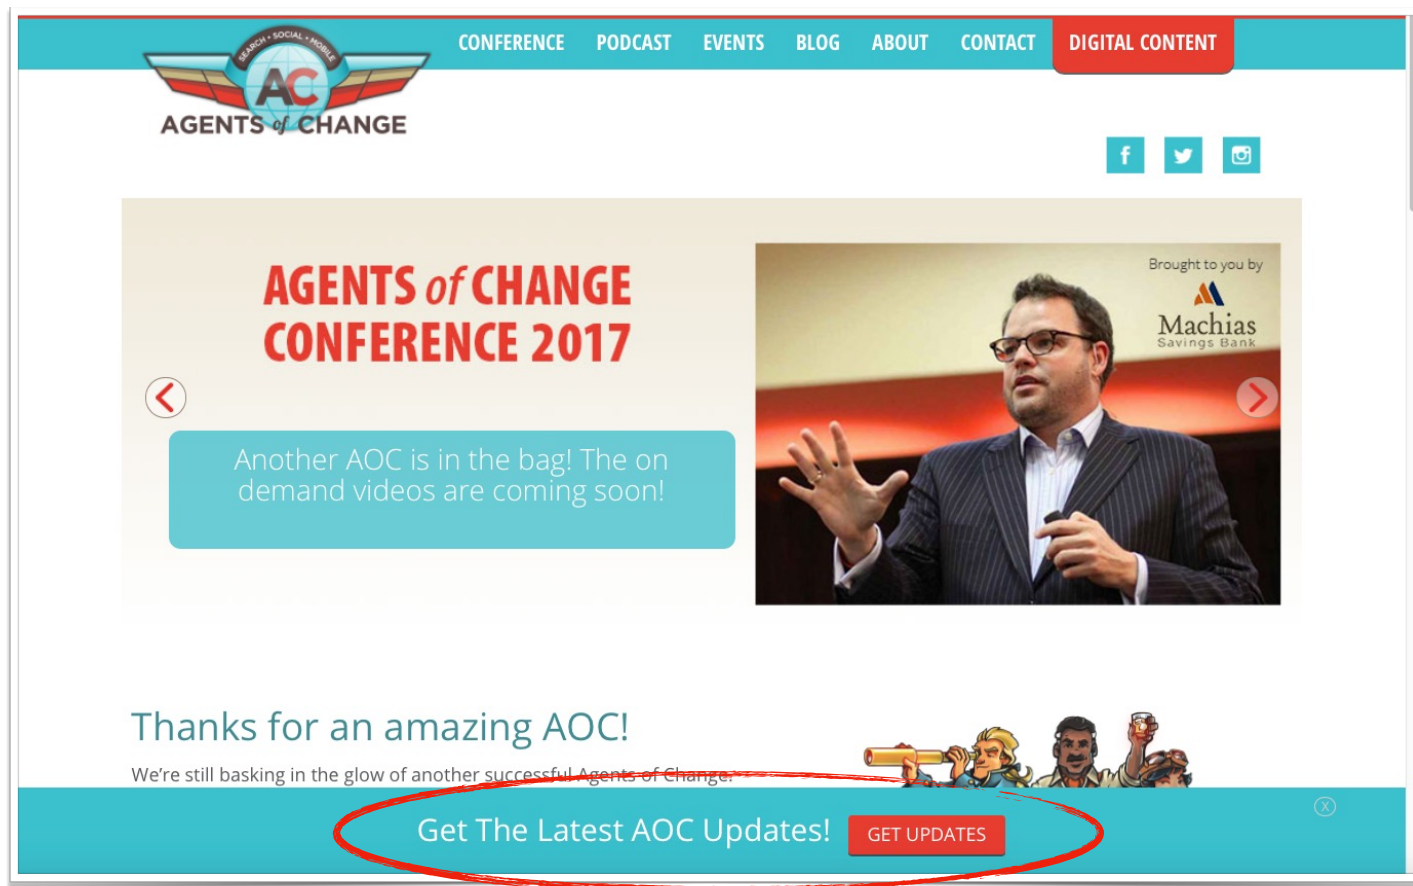 CONFERENCE PODCAST EVENTS BLOG ABOUT CONTACT DIGITAL CONTENT
SEARCH • SOCIAL • MOBILE
AC
AGENTS of CHANGE
f
AGENTS of CHANGE
CONFERENCE 2017
Another AOC is in the bag! The on
demand videos are coming soon!
Brought to you by
Machias
Savings Bank
Thanks for an amazing AOC!
We're still basking in the glow of another successful Agents of Change.
Get The Latest AOC Updates! GET UPDATES
X